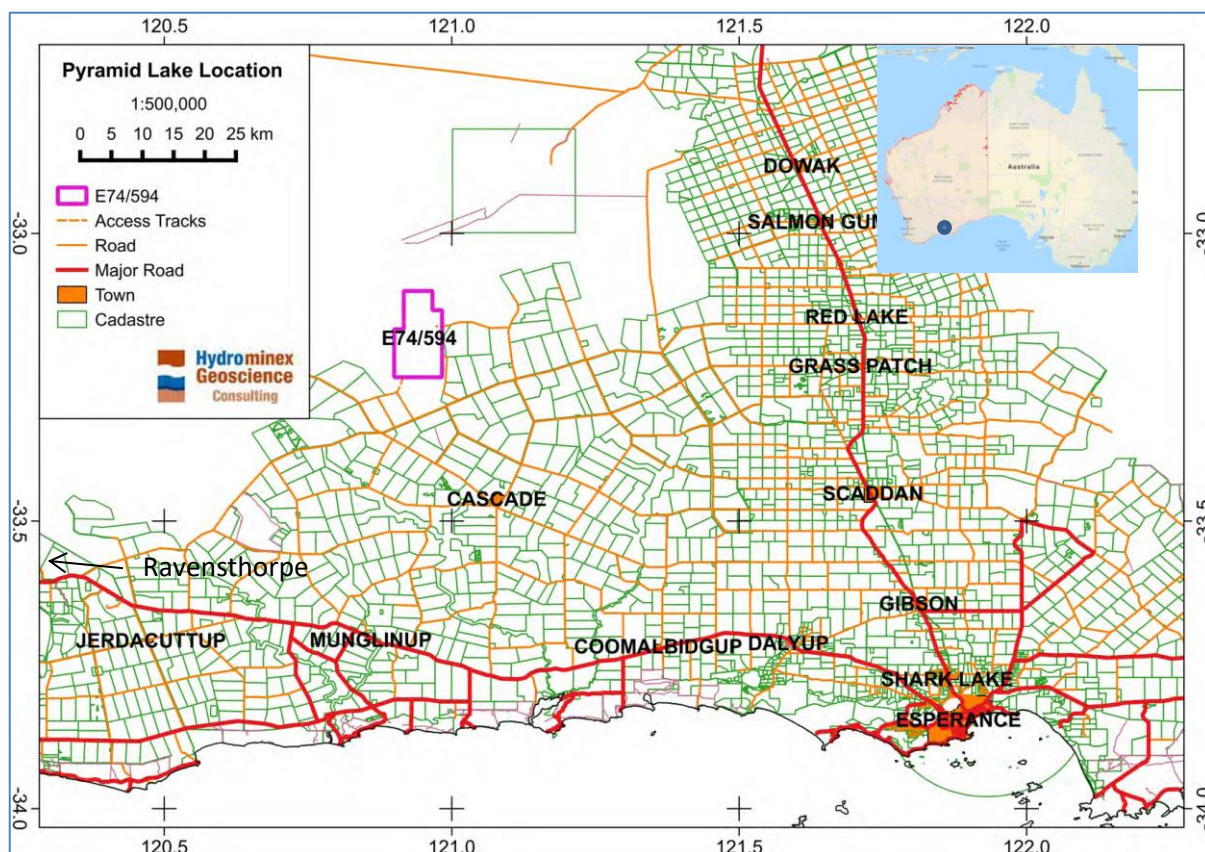 120.5 121.0 121.5 122.0
Pyramid Lake Location
1:500,000
0 5 10 15 20 25 km
E74/594
Access Tracks
Road
Major Road
Town
Cadastre
Hydrominex
Geoscience
Consulting
-33.0
-33.5
-34.0
DOWAK
SALMON GUM
Australia
-33.0
RED LAKE
E74/594
GRASS PATCH
CASCADE
SCADDAN
-33.5
Ravensthorpe
GIBSON
JERDACUTTUP
MUNGLINUP
COOMALBIDGUP
DALYUP
SHARK LAKE
ESPERANCE
-34.0
120.5 121.0 121.5 122.0